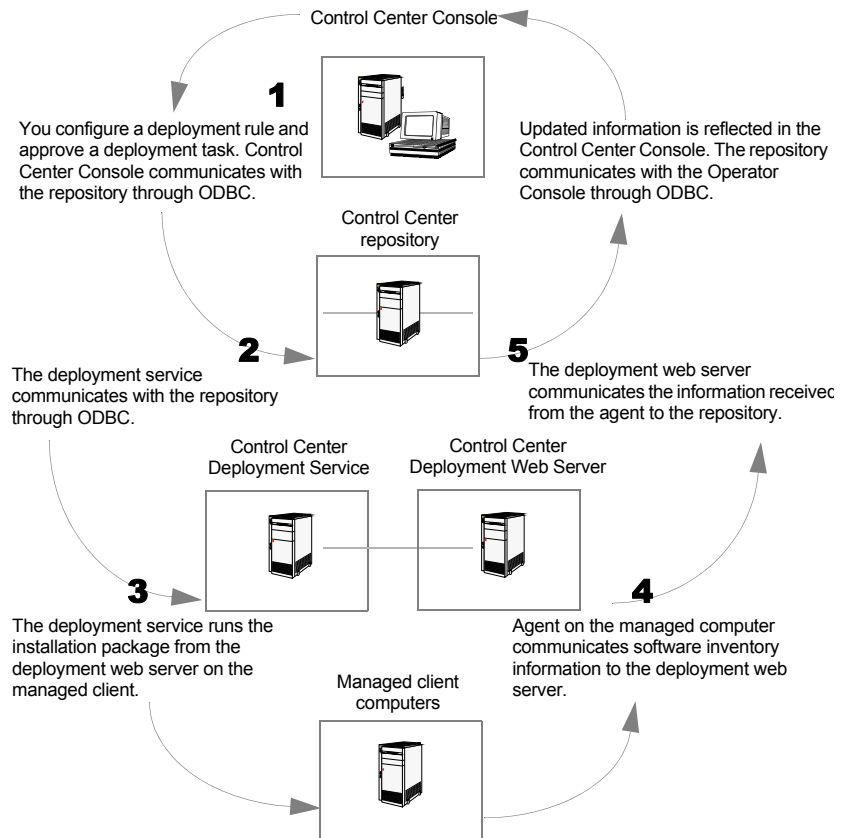 Control Center Console
1
You configure a deployment rule and
approve a deployment task. Control
Center Console communicates with
the repository through ODBC.
Updated information is reflected in the
Control Center Console. The repository
communicates with the Operator
Console through ODBC.
Control Center
repository
2
The deployment service
communicates with the repository
through ODBC.
5
The deployment web server
communicates the information received
from the agent to the repository.
Control Center
Deployment Service
Control Center
Deployment Web Server
3
The deployment service runs the
installation package from the
deployment web server on the
managed client.
4
Agent on the managed computer
communicates software inventory
information to the deployment web
server.
Managed client
computers